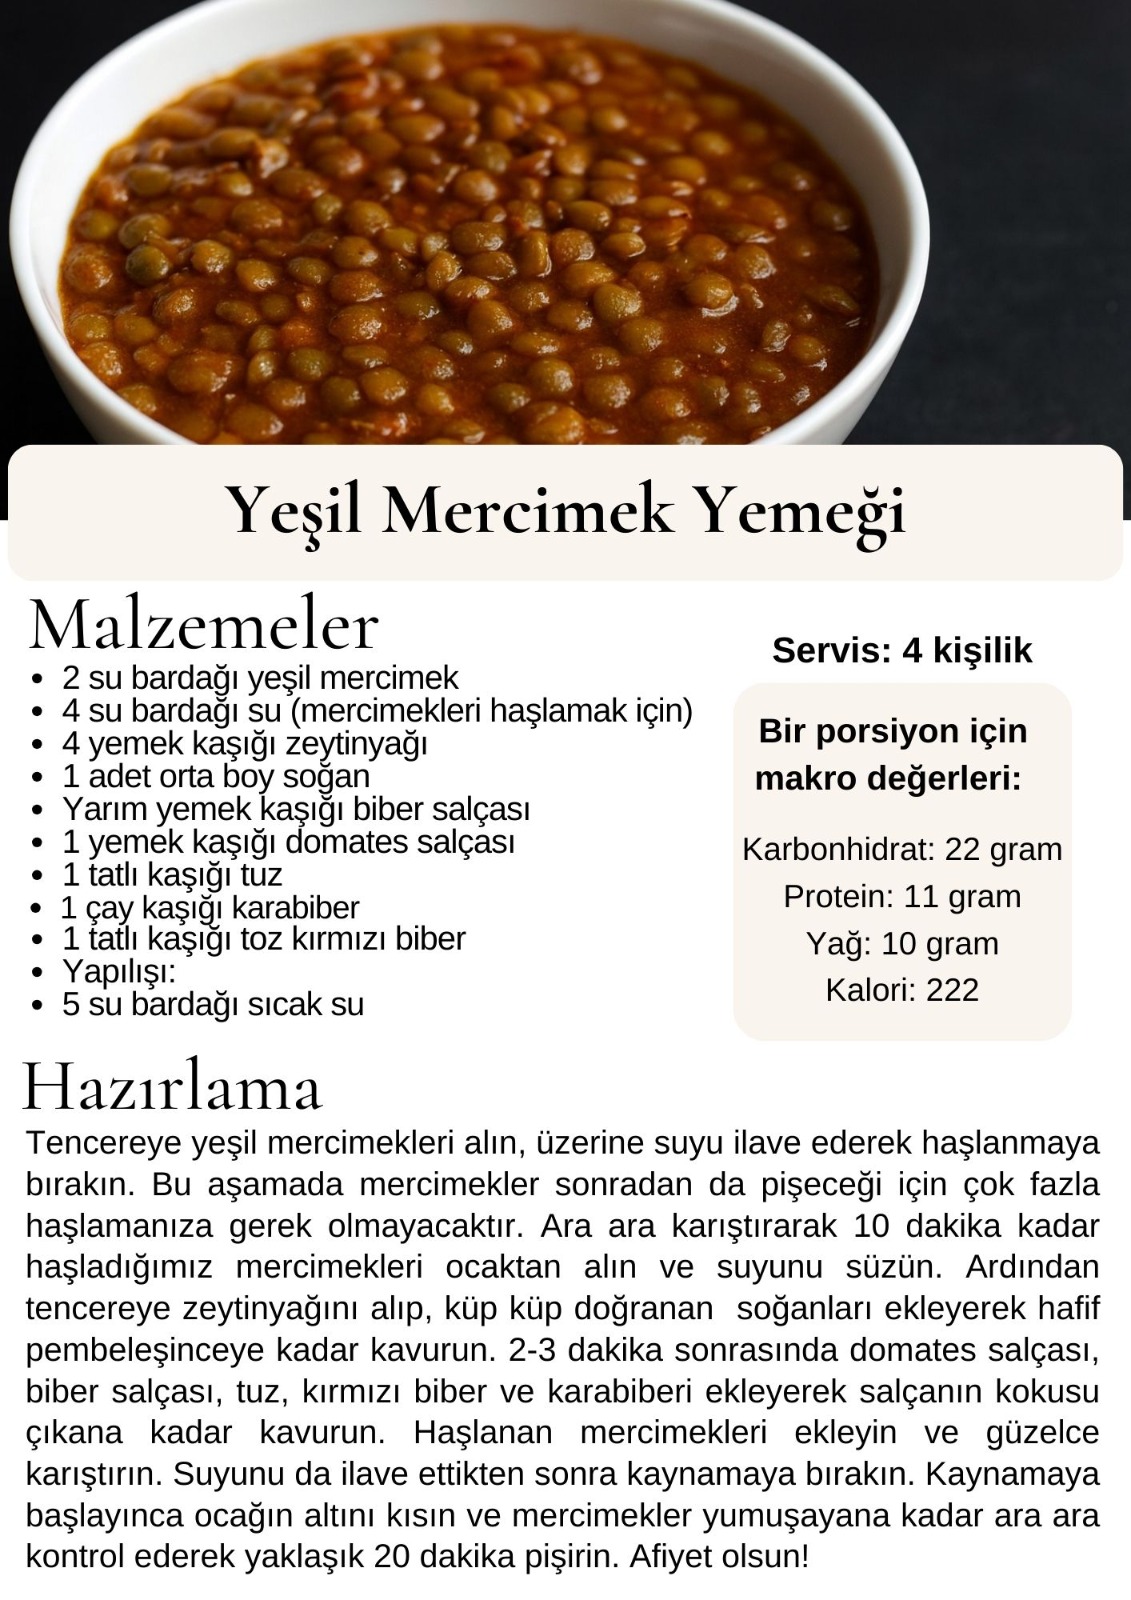 Yeşil Mercimek Yemeği
Malzemeler
• 2 su bardağı yeşil mercimek
• 4 su bardağı su (mercimekleri haşlamak için)
• 4 yemek kaşığı zeytinyağı
• 1 adet orta boy soğan
• Yarım yemek kaşığı biber salçası
• 1 yemek kaşığı domates salçası
• 1 tatlı kaşığı tuz
• 1 çay kaşığı karabiber
• 1 tatlı kaşığı toz kırmızı biber
• Yapılışı:
• 5 su bardağı sıcak su
Servis: 4 kişilik
Bir porsiyon için
makro değerleri:
Karbonhidrat: 22 gram
Protein: 11 gram
Yağ: 10 gram
Kalori: 222
Hazırlama
Tencereye yeşil mercimekleri alın, üzerine suyu ilave ederek haşlanmaya
bırakın. Bu aşamada mercimekler sonradan da pişeceği için çok fazla
haşlamanıza gerek olmayacaktır. Ara ara karıştırarak 10 dakika kadar
haşladığımız mercimekleri ocaktan alın ve suyunu süzün. Ardından
tencereye zeytinyağını alıp, küp küp doğranan soğanları ekleyerek hafif
pembeleşinceye kadar kavurun. 2-3 dakika sonrasında domates salçası,
biber salçası, tuz, kırmızı biber ve karabiberi ekleyerek salçanın kokusu
çıkana kadar kavurun. Haşlanan mercimekleri ekleyin ve güzelce
karıştırın. Suyunu da ilave ettikten sonra kaynamaya bırakın. Kaynamaya
başlayınca ocağın altını kısın ve mercimekler yumuşayana kadar ara ara
kontrol ederek yaklaşık 20 dakika pişirin. Afiyet olsun!